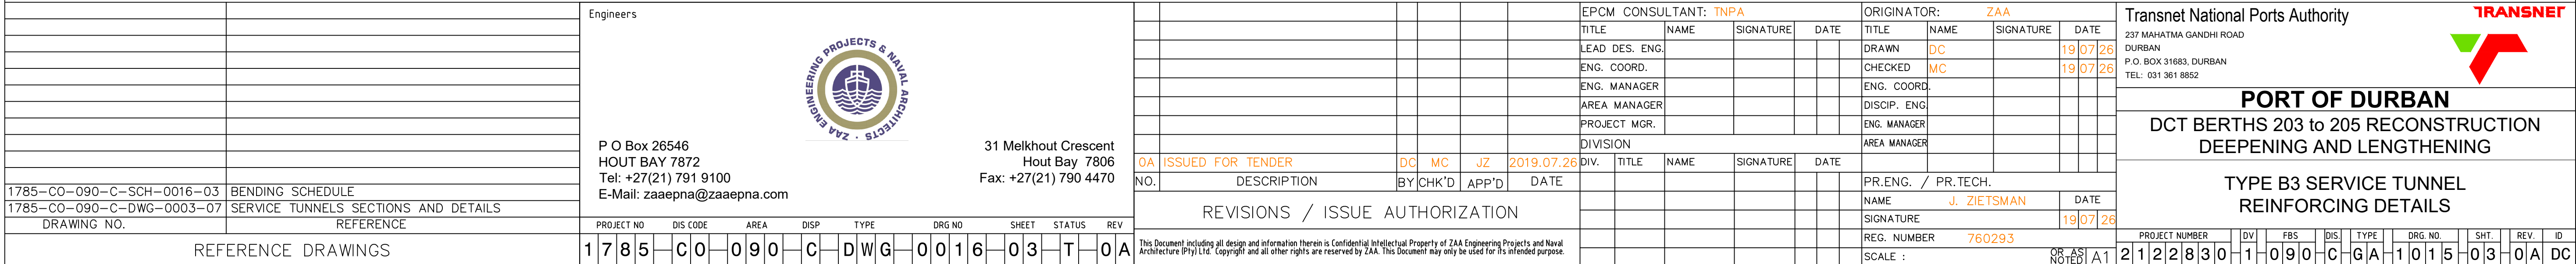 1785-CO-090-C-SCH-0016-03 BENDING SCHEDULE
1785-CO-090-C-DWG-0003-07 SERVICE TUNNELS SECTIONS AND DETAILS
DRAWING NO. REFERENCE
REFERENCE DRAWINGS
Engineers
ZAA ENGINEERING PROJECTS & NAVAL ARCHITECTS
P O Box 26546
HOUT BAY 7872
Tel: +27(21) 791 9100
E-Mail: zaaepna@zaaepna.com
31 Melkhout Crescent
Hout Bay 7806
Fax: +27(21) 790 4470
PROJECT NO DIS CODE AREA DISP TYPE DRG NO SHEET STATUS REV
1785-CO-090-C-DWG-0016-03-T-0A
0A ISSUED FOR TENDER DC MC JZ 2019.07.26
NO. DESCRIPTION BY CHK'D APP'D DATE
REVISIONS / ISSUE AUTHORIZATION
This Document including all design and information therein is Confidential Intellectual Property of ZAA Engineering Projects and Naval
Architecture (Pty) Ltd. Copyright and all other rights are reserved by ZAA. This Document may only be used for its intended purpose.
EPCM CONSULTANT: TNPA
TITLE NAME SIGNATURE DATE
LEAD DES. ENG.
ENG. COORD.
ENG. MANAGER
AREA MANAGER
PROJECT MGR.
DIVISION
DIV. TITLE NAME SIGNATURE DATE
ORIGINATOR: ZAA
TITLE NAME SIGNATURE DATE
DRAWN DC 19 07 26
CHECKED MC 19 07 26
ENG. COORD.
DISCIP. ENG.
ENG. MANAGER
AREA MANAGER
PR.ENG. / PR.TECH.
NAME J. ZIETSMAN DATE
SIGNATURE 19 07 26
REG. NUMBER 760293
SCALE : OR AS NOTED A1
Transnet National Ports Authority
237 MAHATMA GANDHI ROAD
DURBAN
P.O. BOX 31683, DURBAN
TEL: 031 361 8852
TRANSNET
PORT OF DURBAN
DCT BERTHS 203 to 205 RECONSTRUCTION
DEEPENING AND LENGTHENING
TYPE B3 SERVICE TUNNEL
REINFORCING DETAILS
PROJECT NUMBER DV FBS DIS. TYPE DRG. NO. SHT. REV. ID
2122830-1-090-C-GA-1015-03-0A DC